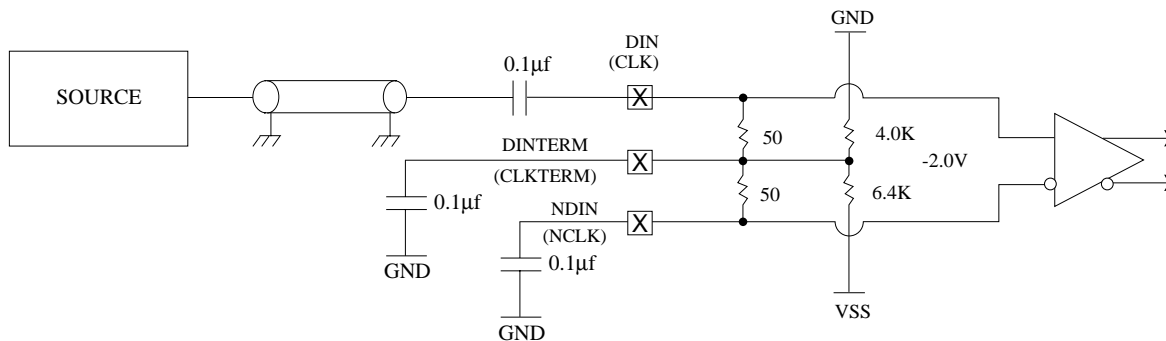 GND
DIN
(CLK)
0.1μf
X
SOURCE
50
4.0K
DINTERM
X
-2.0V
(CLKTERM)
0.1μf
50
6.4K
NDIN
X
(NCLK)
0.1μf
GND
VSS
GND